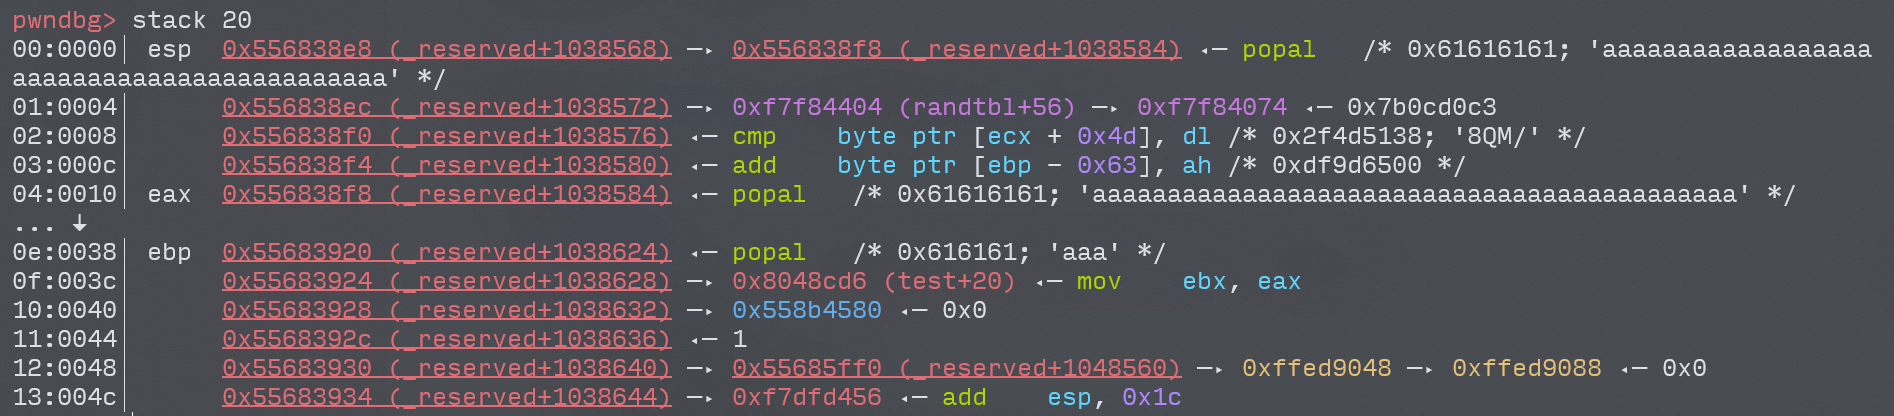 pwndbg> stack 20
00:0000│ esp 0x556838e8 (_reserved+1038568) —▸ 0x556838f8 (_reserved+1038584) ◂— popal /* 0x61616161; 'aaaaaaaaaaaaaaaaaa
aaaaaaaaaaaaaaaaaaaaaaaaa' */
01:0004│ 0x556838ec (_reserved+1038572) —▸ 0xf7f84404 (randtbl+56) —▸ 0xf7f84074 ◂— 0x7b0cd0c3
02:0008│ 0x556838f0 (_reserved+1038576) ◂— cmp byte ptr [ecx + 0x4d], dl /* 0x2f4d5138; '8QM/' */
03:000c│ 0x556838f4 (_reserved+1038580) ◂— add byte ptr [ebp - 0x63], ah /* 0xdf9d6500 */
04:0010│ eax 0x556838f8 (_reserved+1038584) ◂— popal /* 0x61616161; 'aaaaaaaaaaaaaaaaaaaaaaaaaaaaaaaaaaaaaaaaaaa' */
... ↓
0e:0038│ ebp 0x55683920 (_reserved+1038624) ◂— popal /* 0x616161; 'aaa' */
0f:003c│ 0x55683924 (_reserved+1038628) —▸ 0x8048cd6 (test+20) ◂— mov ebx, eax
10:0040│ 0x55683928 (_reserved+1038632) —▸ 0x558b4580 ◂— 0x0
11:0044│ 0x5568392c (_reserved+1038636) ◂— 1
12:0048│ 0x55683930 (_reserved+1038640) —▸ 0x55685ff0 (_reserved+1048560) —▸ 0xffed9048 —▸ 0xffed9088 ◂— 0x0
13:004c│ 0x55683934 (_reserved+1038644) —▸ 0xf7dfd456 ◂— add esp, 0x1c